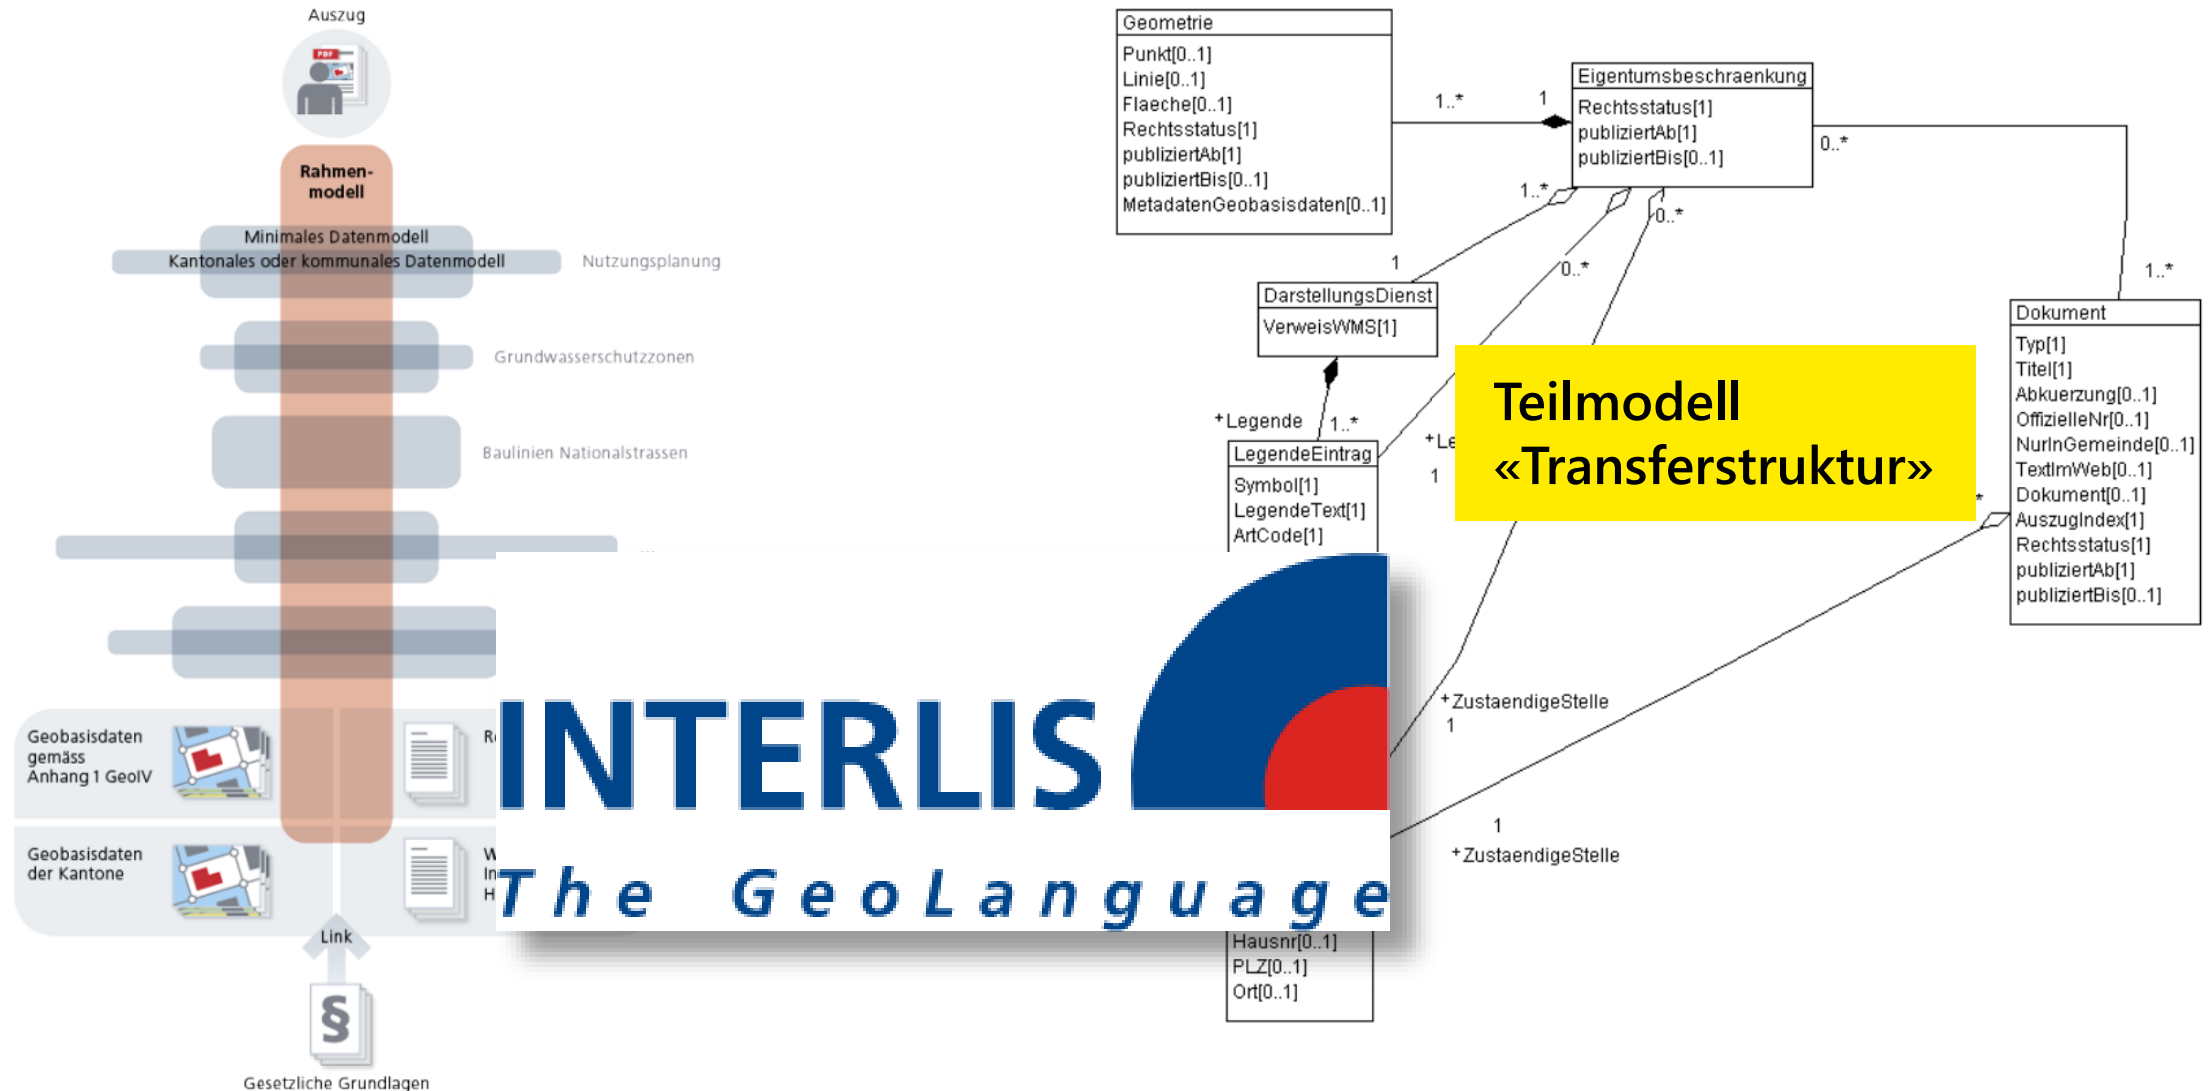 Auszug
PDF
Rahmen-
modell
Minimales Datenmodell
Kantonales oder kommunales Datenmodell
Nutzungsplanung
Grundwasserschutzzonen
Baulinien Nationalstrassen
Geobasisdaten
gemäss
Anhang 1 GeoIV
Geobasisdaten
der Kantone
Link
§
Gesetzliche Grundlagen
INTERLIS
The GeoLanguage
Geometrie
Punkt[0..1]
Linie[0..1]
Flaeche[0..1]
Rechtsstatus[1]
publiziertAb[1]
publiziertBis[0..1]
MetadatenGeobasisdaten[0..1]
1..*
1
Eigentumsbeschraenkung
Rechtsstatus[1]
publiziertAb[1]
publiziertBis[0..1]
0..*
1..*
0..*
0..*
1
1..*
DarstellungsDienst
VerweisWMS[1]
+Legende
1..*
+Le
1
LegendeEintrag
Symbol[1]
LegendeText[1]
ArtCode[1]
Teilmodell
«Transferstruktur»
Dokument
Typ[1]
Titel[1]
Abkuerzung[0..1]
OffizielleNr[0..1]
NurInGemeinde[0..1]
TextImWeb[0..1]
Dokument[0..1]
AuszugIndex[1]
Rechtsstatus[1]
publiziertAb[1]
publiziertBis[0..1]
*
+ZustaendigeStelle
1
1
+ZustaendigeStelle
Hausnr[0..1]
PLZ[0..1]
Ort[0..1]